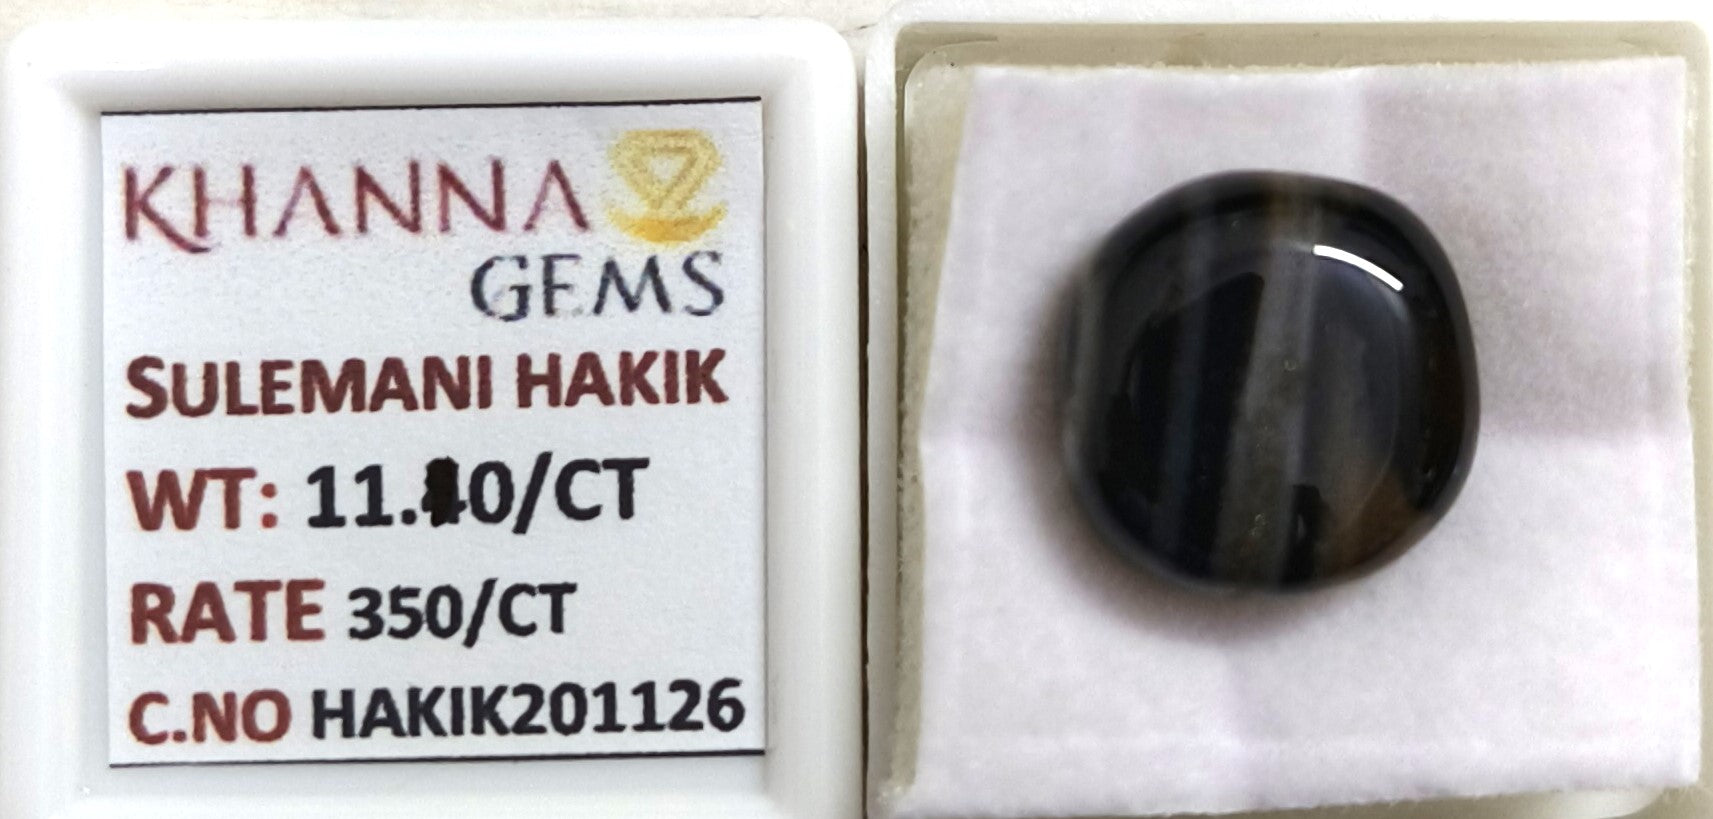 KHANNA
GEMS
SULEMANI HAKIK
WT:
RATE 350/CT
C.NO HAKIK201126